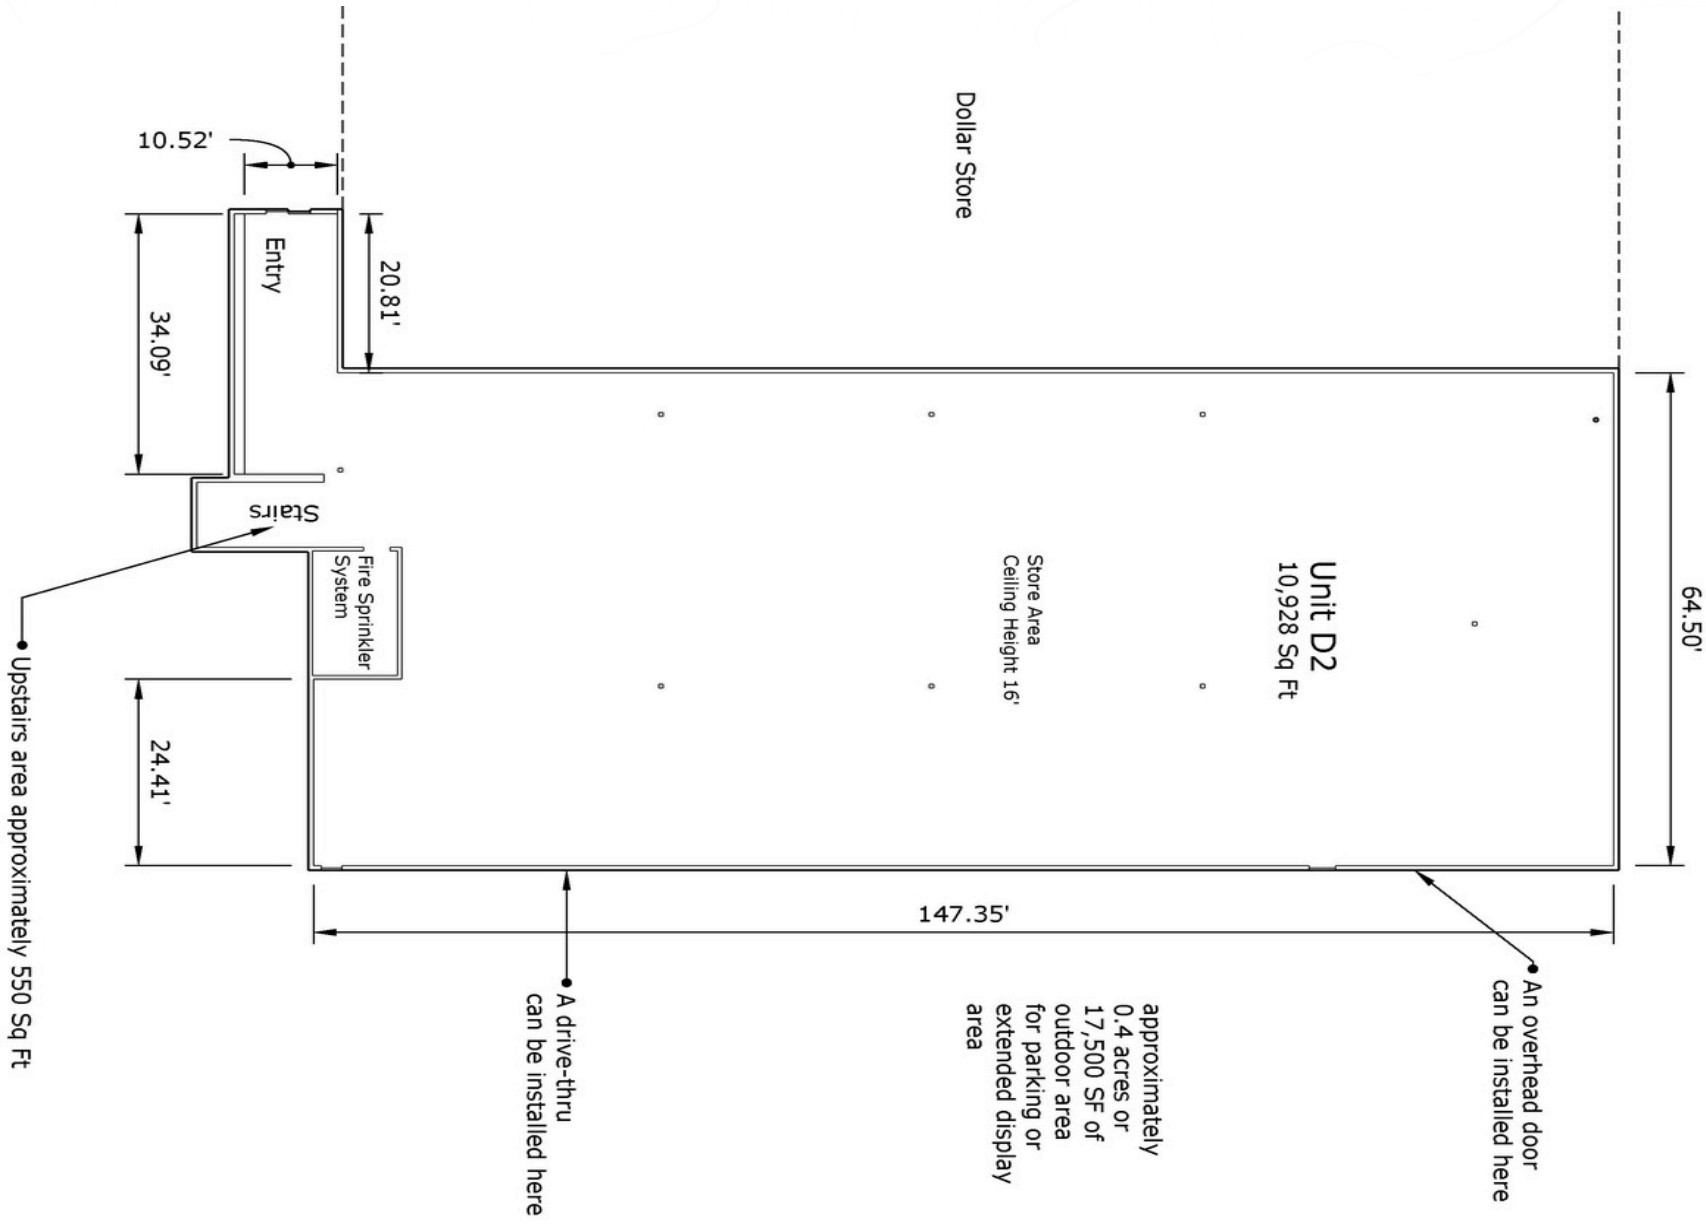 Dollar Store
10.52'
Entry
20.81'
34.09'
Stairs
Fire Sprinkler
System
24.41'
Unit D2
10,928 Sq Ft
Store Area
Ceiling Height 16'
64.50'
147.35'
An overhead door
can be installed here
approximately
0.4 acres or
17,500 SF of
outdoor area
for parking or
extended display
area
A drive-thru
can be installed here
Upstairs area approximately 550 Sq Ft